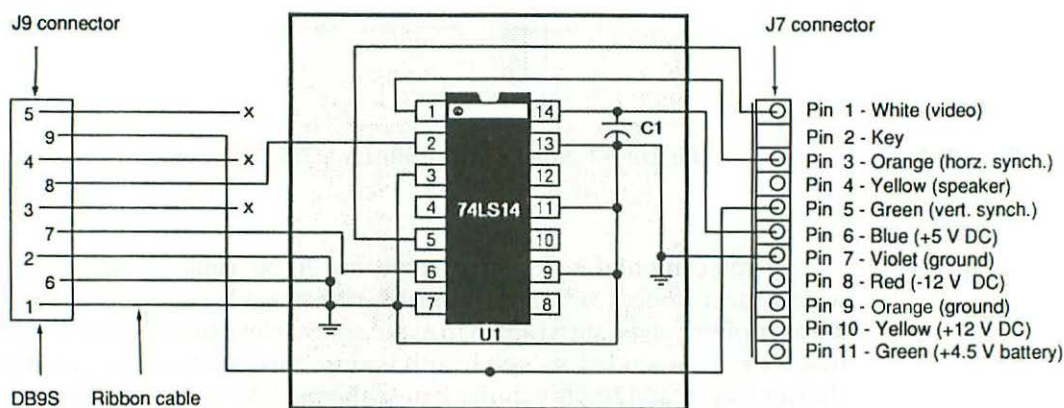 J9 connector
J7 connector
5
9
4
8
3
7
2
6
1
X
X
X
1
2
3
4
5
6
7
74LS14
14
13
12
11
10
9
8
C1
U1
Pin 1 - White (video)
Pin 2 - Key
Pin 3 - Orange (horz. synch.)
Pin 4 - Yellow (speaker)
Pin 5 - Green (vert. synch.)
Pin 6 - Blue (+5 V DC)
Pin 7 - Violet (ground)
Pin 8 - Red (-12 V DC)
Pin 9 - Orange (ground)
Pin 10 - Yellow (+12 V DC)
Pin 11 - Green (+4.5 V battery)
DB9S
Ribbon cable